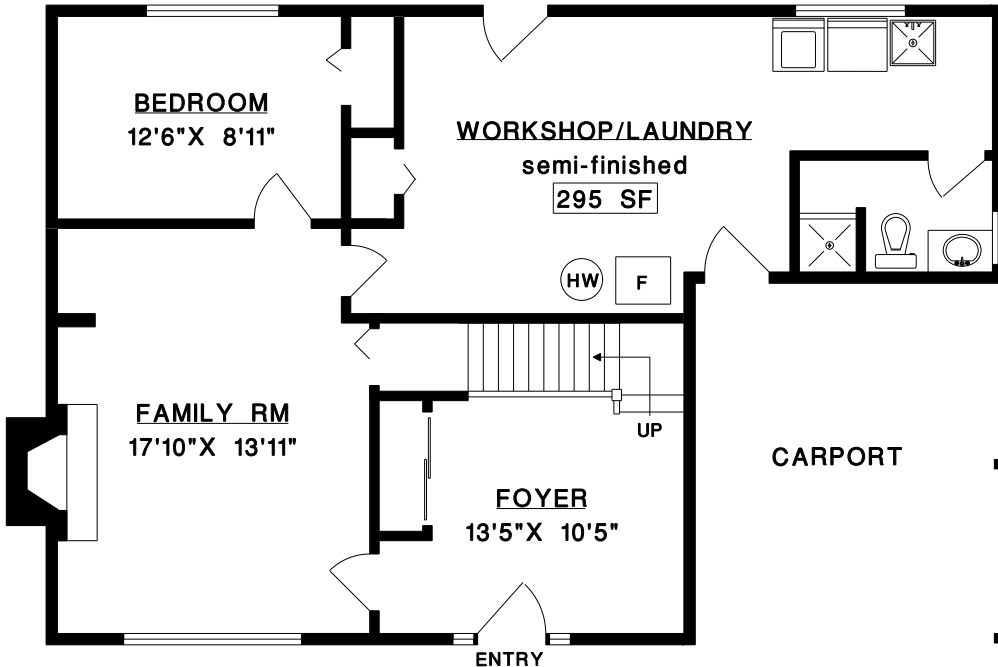 BEDROOM
12'6"X 8'11"
WORKSHOP/LAUNDRY
semi-finished
295 SF
HW
F
FAMILY RM
17'10"X 13'11"
UP
CARPORT
FOYER
13'5"X 10'5"
ENTRY